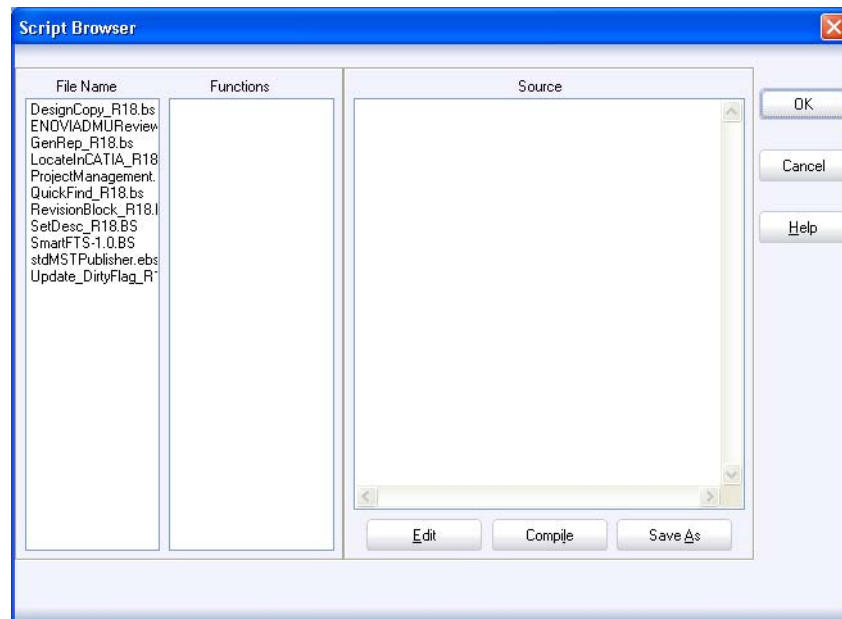 Script Browser
File Name
Functions
Source
DesignCopy_R18.bs
ENOVIADMUReview
GenRep_R18.bs
LocateInCATIA_R18
ProjectManagement.
QuickFind_R18.bs
RevisionBlock_R18.
SetDesc_R18.BS
SmartFTS-1.0.BS
stdMSTPublisher.ebs
Update_DirtyFlag_R
OK
Cancel
Help
Edit
Compile
Save As